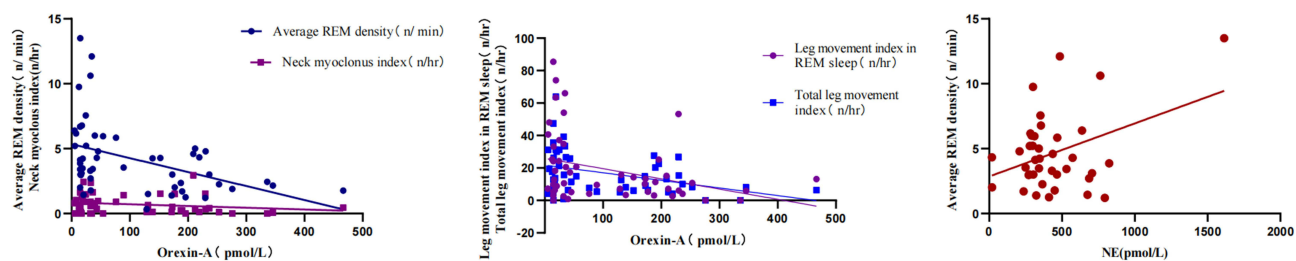 Average REM density( n/ min)
Neck myoclous index(n/hr)
15
10
5
0
0
100
200
300
400
500
Orexin-A( pmol/L)
Average REM density( n/ min)
Neck myoclonus index( n/hr)
Leg movement index in REM sleep( n/hr)
Total leg movement index( n/hr)
100
80
60
40
20
0
-20
100
200
300
400
500
Orexin-A( pmol/L)
Leg movement index in
REM sleep( n/hr)
Total leg movement
index( n/hr)
Average REM density( n/ min)
15
10
5
0
0
500
1000
1500
2000
NE(pmol/L)